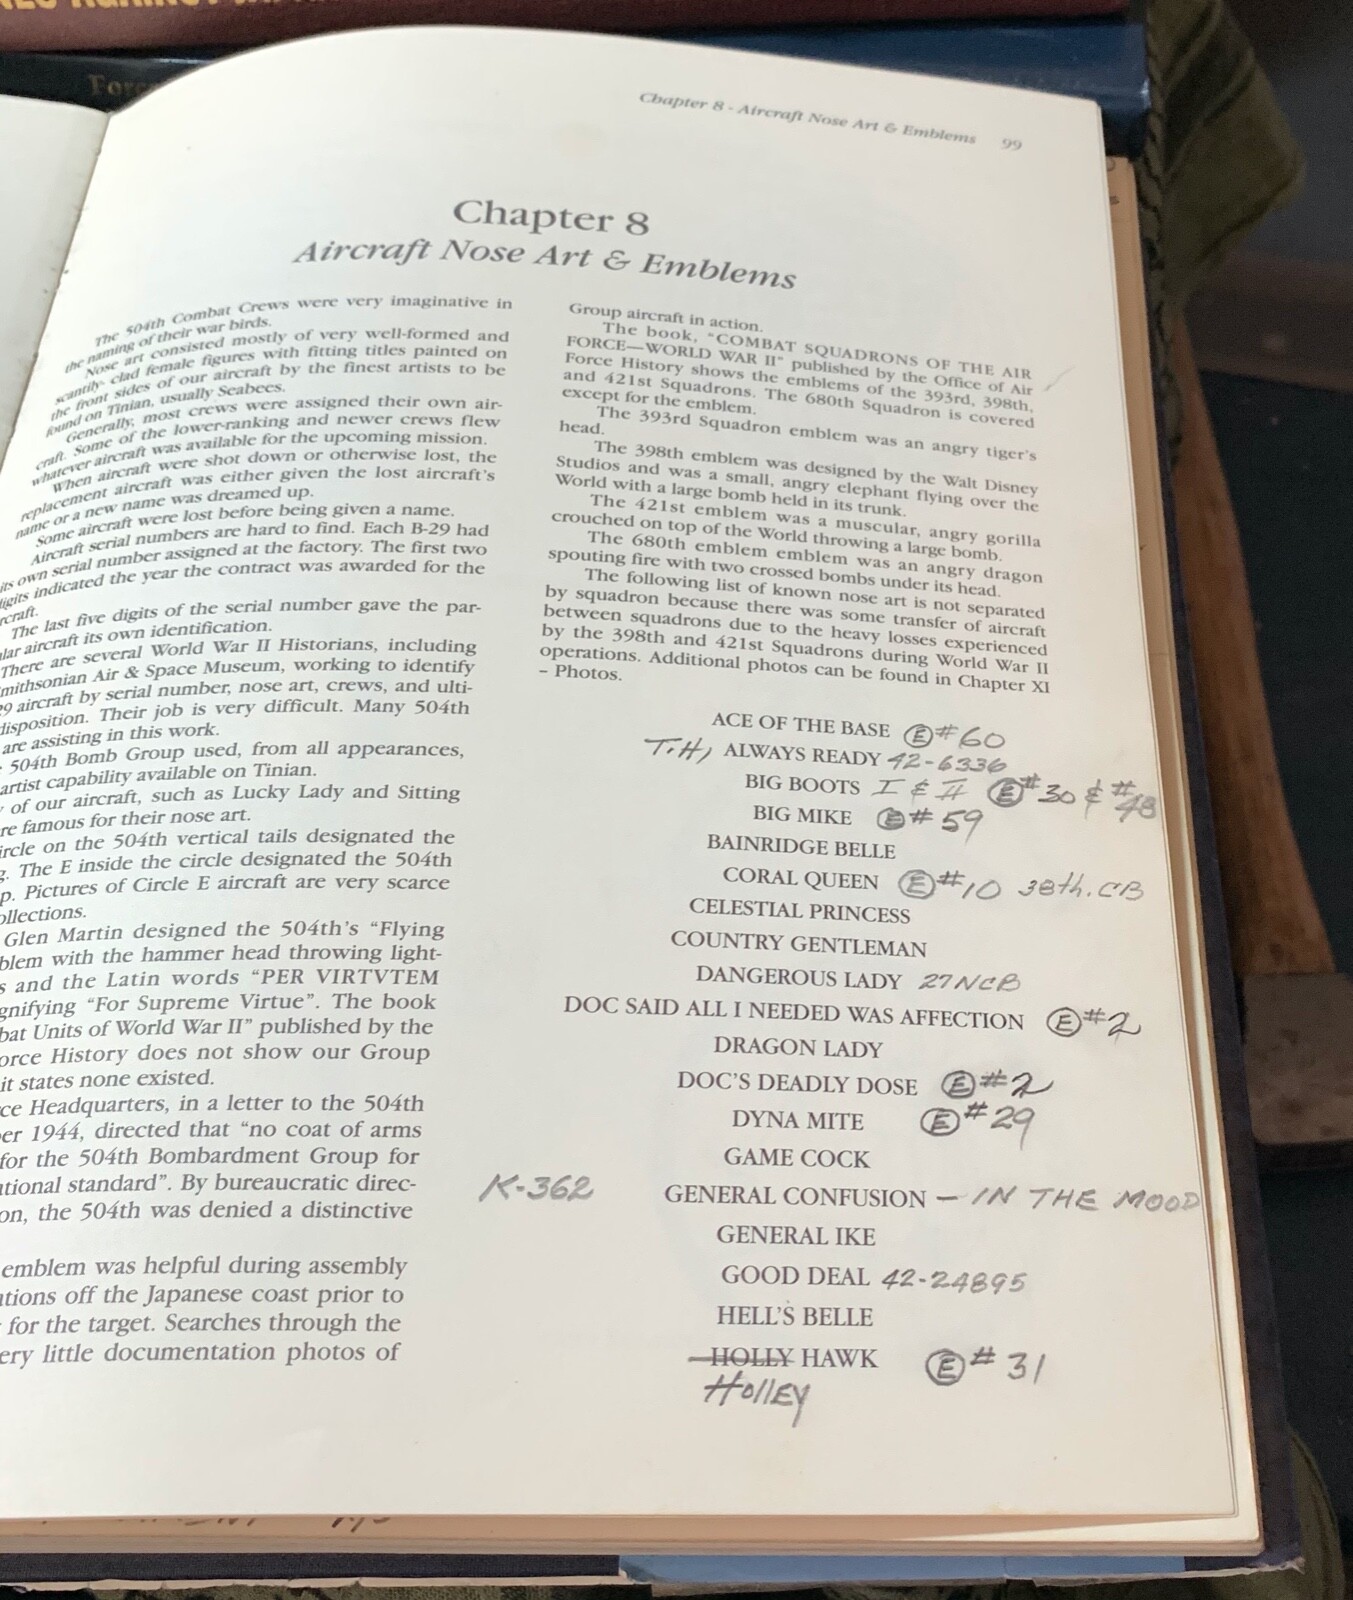 Chapter 8 - Aircraft Nose Art & Emblems 99
Chapter 8
Aircraft Nose Art & Emblems
The 504th Combat Crews were very imaginative in
the naming of their war birds.
Nose art consisted mostly of very well-formed and
scantily- clad female figures with fitting titles painted on
the front sides of our aircraft by the finest artists to be
found on Tinian, usually Seabees.
Generally, most crews were assigned their own air-
craft. Some of the lower-ranking and newer crews flew
whatever aircraft was available for the upcoming mission.
When aircraft were shot down or otherwise lost, the
replacement aircraft was either given the lost aircraft's
name or a new name was dreamed up.
Some aircraft were lost before being given a name.
Aircraft serial numbers are hard to find. Each B-29 had
its own serial number assigned at the factory. The first two
digits indicated the year the contract was awarded for the
rcraft.
The last five digits of the serial number gave the par-
lar aircraft its own identification.
There are several World War II Historians, including
mithsonian Air & Space Museum, working to identify
9 aircraft by serial number, nose art, crews, and ulti-
disposition. Their job is very difficult. Many 504th
are assisting in this work.
504th Bomb Group used, from all appearances,
artist capability available on Tinian.
of our aircraft, such as Lucky Lady and Sitting
re famous for their nose art.
ircle on the 504th vertical tails designated the
g. The E inside the circle designated the 504th
p. Pictures of Circle E aircraft are very scarce
ollections.
Glen Martin designed the 504th's "Flying
blem with the hammer head throwing light-
s and the Latin words "PER VIRTVTEM
gnifying "For Supreme Virtue". The book
bat Units of World War II" published by the
orce History does not show our Group
it states none existed.
ce Headquarters, in a letter to the 504th
er 1944, directed that "no coat of arms
for the 504th Bombardment Group for
tional standard". By bureaucratic direc-
on, the 504th was denied a distinctive
emblem was helpful during assembly
tions off the Japanese coast prior to
for the target. Searches through the
ery little documentation photos of
Group aircraft in action.
The book, "COMBAT SQUADRONS OF THE AIR
FORCE—WORLD WAR II" published by the Office of Air
Force History shows the emblems of the 393rd, 398th,
and 421st Squadrons. The 680th Squadron is covered
except for the emblem.
The 393rd Squadron emblem was an angry tiger's
head.
The 398th emblem was designed by the Walt Disney
Studios and was a small, angry elephant flying over the
World with a large bomb held in its trunk.
The 421st emblem was a muscular, angry gorilla
crouched on top of the World throwing a large bomb.
The 680th emblem emblem was an angry dragon
spouting fire with two crossed bombs under its head.
The following list of known nose art is not separated
by squadron because there was some transfer of aircraft
between squadrons due to the heavy losses experienced
by the 398th and 421st Squadrons during World War II
operations. Additional photos can be found in Chapter XI
– Photos.
ACE OF THE BASE Ⓔ #60
T.H, ALWAYS READY 42-6336
BIG BOOTS I & II Ⓔ #30 & #48
BIG MIKE Ⓔ #59
BAINRIDGE BELLE
CORAL QUEEN Ⓔ #10 38th. CB
CELESTIAL PRINCESS
COUNTRY GENTLEMAN
DANGEROUS LADY 27 NCB
DOC SAID ALL I NEEDED WAS AFFECTION Ⓔ #2
DRAGON LADY
DOC'S DEADLY DOSE Ⓔ #2
DYNA MITE Ⓔ #29
GAME COCK
K-362 GENERAL CONFUSION – IN THE MOOD
GENERAL IKE
GOOD DEAL 42-24895
HELL'S BELLE
HOLLY HAWK Ⓔ #31
HollEy